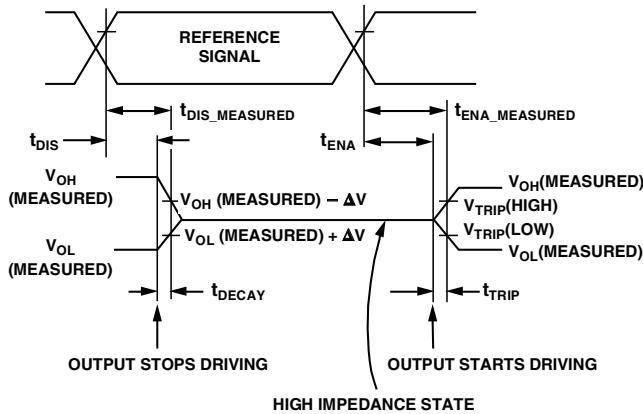 REFERENCE
SIGNAL
tDIS_MEASURED
tENA_MEASURED
tDIS
tENA
VOH
(MEASURED)
VOH (MEASURED) – ΔV
VOH(MEASURED)
VTRIP(HIGH)
VOL
(MEASURED)
VOL (MEASURED) + ΔV
VTRIP(LOW)
VOL(MEASURED)
tDECAY
tTRIP
OUTPUT STOPS DRIVING
OUTPUT STARTS DRIVING
HIGH IMPEDANCE STATE